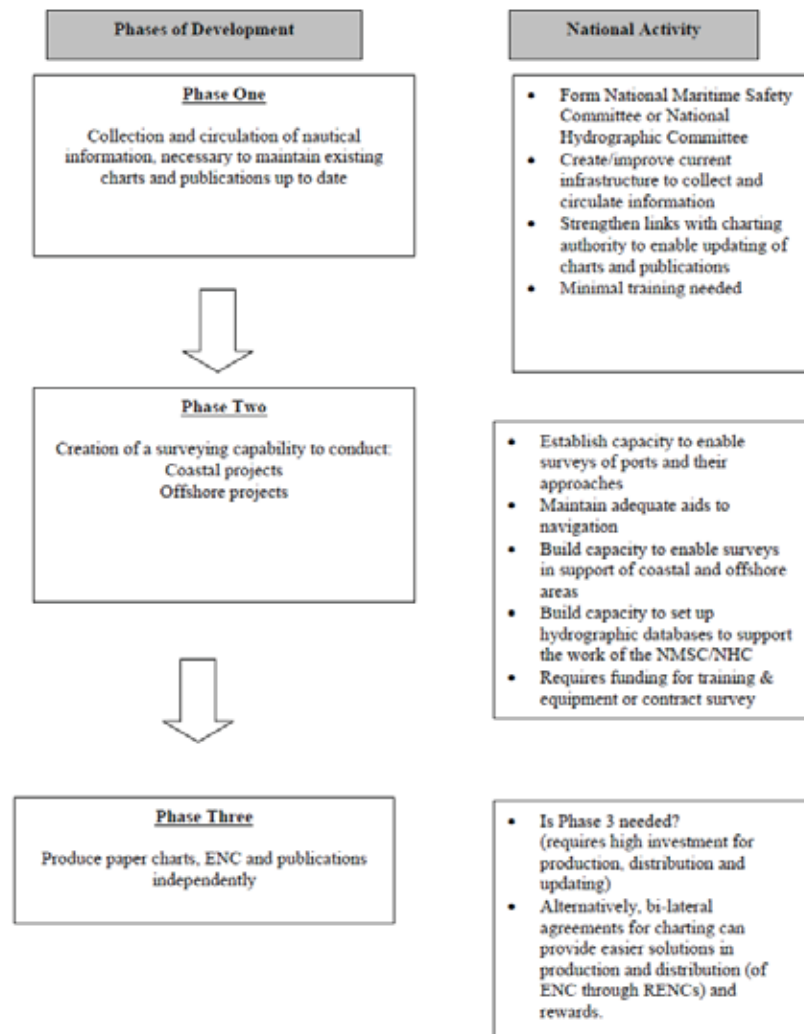 Phases of Development
National Activity
Phase One
Collection and circulation of nautical
information, necessary to maintain existing
charts and publications up to date
• Form National Maritime Safety
Committee or National
Hydrographic Committee
• Create/improve current
infrastructure to collect and
circulate information
• Strengthen links with charting
authority to enable updating of
charts and publications
• Minimal training needed
Phase Two
Creation of a surveying capability to conduct:
Coastal projects
Offshore projects
• Establish capacity to enable
surveys of ports and their
approaches
• Maintain adequate aids to
navigation
• Build capacity to enable surveys
in support of coastal and offshore
areas
• Build capacity to set up
hydrographic databases to support
the work of the NMSC/NHC
• Requires funding for training &
equipment or contract survey
Phase Three
Produce paper charts, ENC and publications
independently
• Is Phase 3 needed?
(requires high investment for
production, distribution and
updating)
• Alternatively, bi-lateral
agreements for charting can
provide easier solutions in
production and distribution (of
ENC through RENCs) and
rewards.